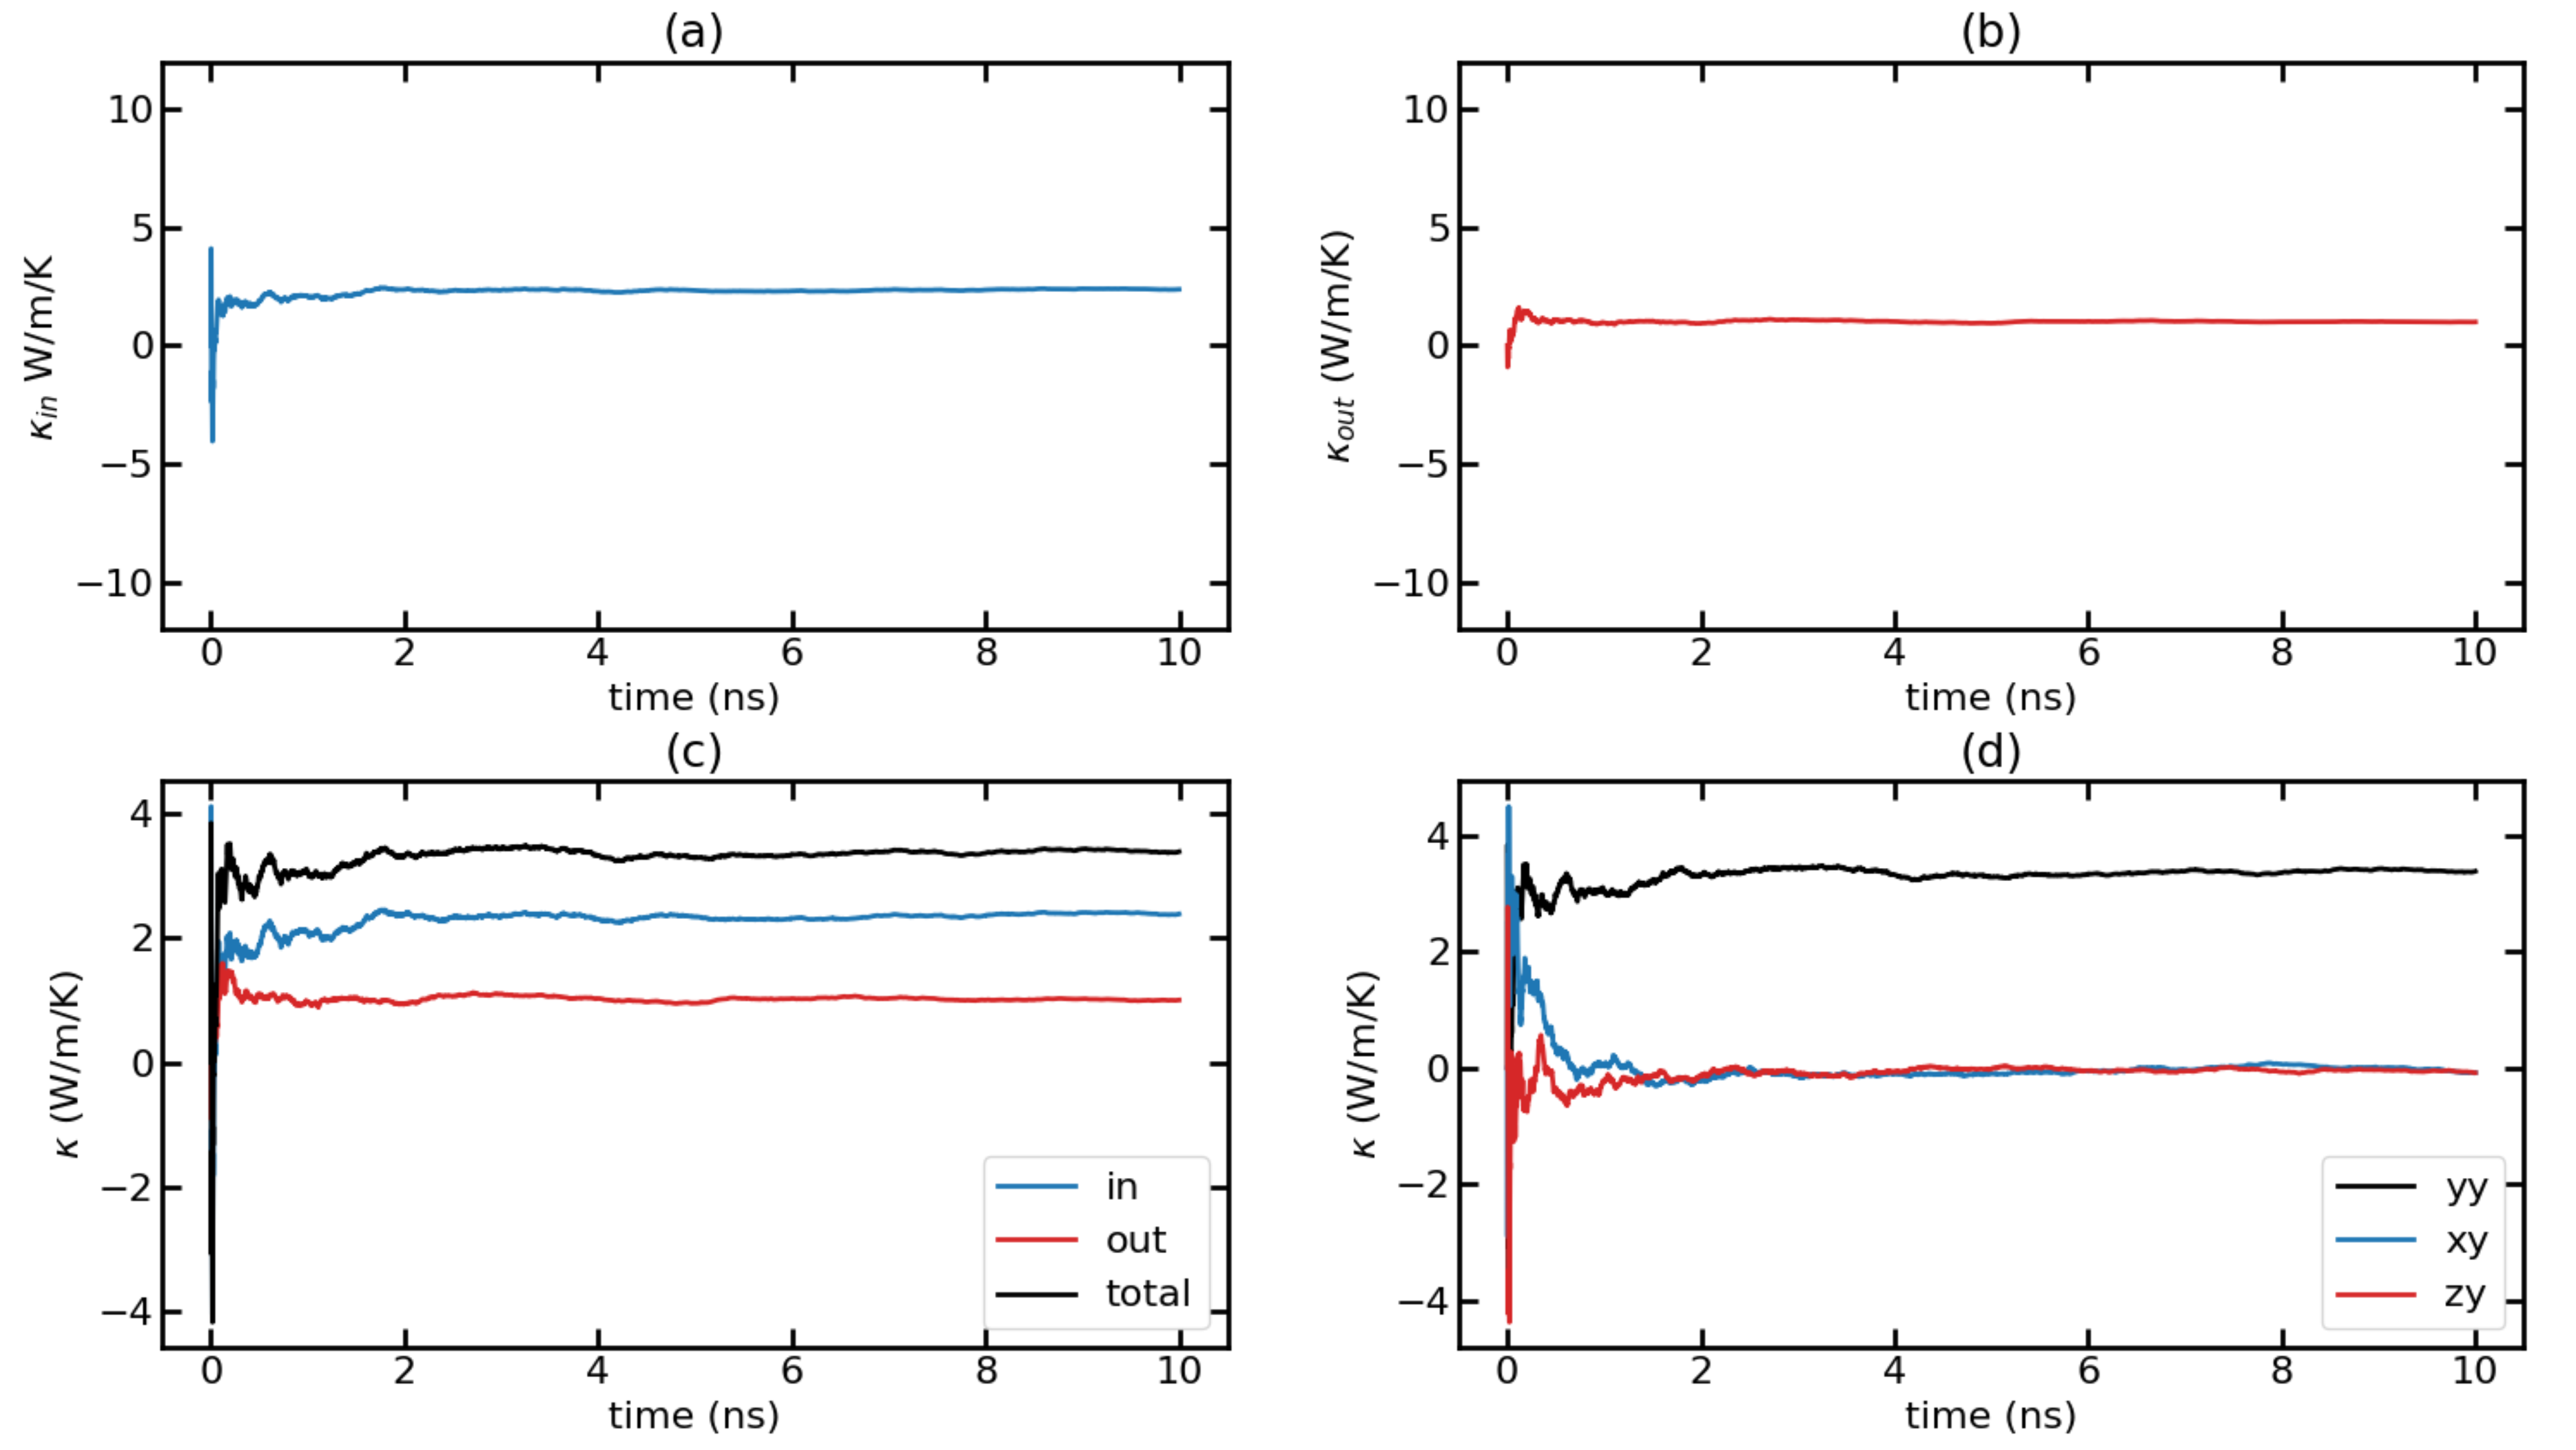 (a)
10
5
0
−5
−10
κin W/m/K
0 2 4 6 8 10
time (ns)
(b)
10
5
0
−5
−10
κout (W/m/K)
0 2 4 6 8 10
time (ns)
(c)
4
2
0
−2
−4
κ (W/m/K)
in
out
total
0 2 4 6 8 10
time (ns)
(d)
4
2
0
−2
−4
κ (W/m/K)
yy
xy
zy
0 2 4 6 8 10
time (ns)